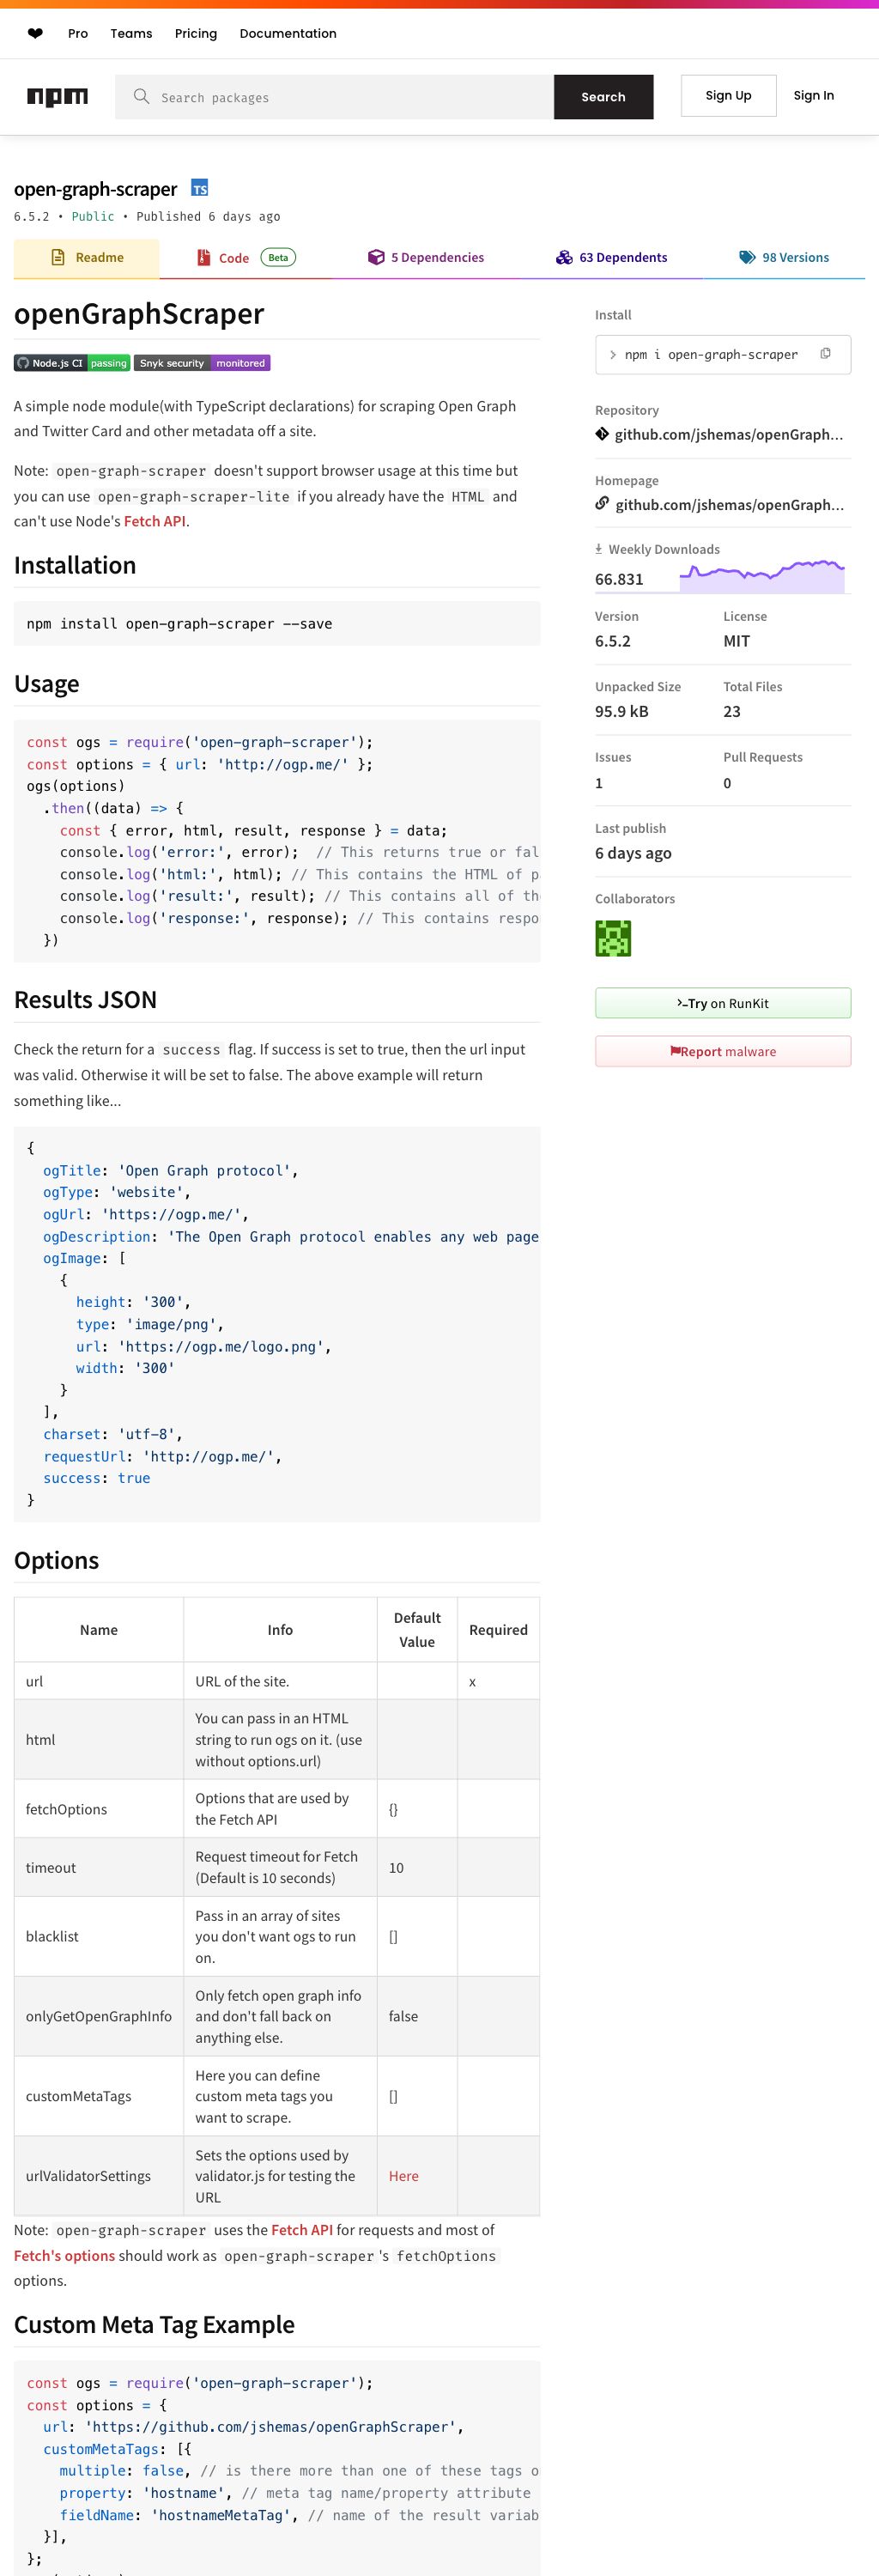 ❤ Pro Teams Pricing Documentation
npm Search packages Search Sign Up Sign In
open-graph-scraper TS
6.5.2 • Public • Published 6 days ago
Readme Code Beta 5 Dependencies 63 Dependents 98 Versions
openGraphScraper
Node.js CI passing Snyk security monitored
A simple node module(with TypeScript declarations) for scraping Open Graph
and Twitter Card and other metadata off a site.
Note: open-graph-scraper doesn't support browser usage at this time but
you can use open-graph-scraper-lite if you already have the HTML and
can't use Node's Fetch API.
Installation
npm install open-graph-scraper --save
Usage
const ogs = require('open-graph-scraper');
const options = { url: 'http://ogp.me/' };
ogs(options)
.then((data) => {
const { error, html, result, response } = data;
console.log('error:', error);  // This returns true or fal
console.log('html:', html); // This contains the HTML of p
console.log('result:', result); // This contains all of th
console.log('response:', response); // This contains respo
})
Results JSON
Check the return for a success flag. If success is set to true, then the url input
was valid. Otherwise it will be set to false. The above example will return
something like...
{
ogTitle: 'Open Graph protocol',
ogType: 'website',
ogUrl: 'https://ogp.me/',
ogDescription: 'The Open Graph protocol enables any web page
ogImage: [
{
height: '300',
type: 'image/png',
url: 'https://ogp.me/logo.png',
width: '300'
}
],
charset: 'utf-8',
requestUrl: 'http://ogp.me/',
success: true
}
Options
Name Info Default Value Required
url URL of the site. x
html You can pass in an HTML
string to run ogs on it. (use
without options.url)
fetchOptions Options that are used by
the Fetch API {}
timeout Request timeout for Fetch
(Default is 10 seconds) 10
blacklist Pass in an array of sites
you don't want ogs to run
on. []
onlyGetOpenGraphInfo Only fetch open graph info
and don't fall back on
anything else. false
customMetaTags Here you can define
custom meta tags you
want to scrape. []
urlValidatorSettings Sets the options used by
validator.js for testing the
URL Here
Note: open-graph-scraper uses the Fetch API for requests and most of
Fetch's options should work as open-graph-scraper's fetchOptions
options.
Custom Meta Tag Example
const ogs = require('open-graph-scraper');
const options = {
url: 'https://github.com/jshemas/openGraphScraper',
customMetaTags: [{
multiple: false, // is there more than one of these tags o
property: 'hostname', // meta tag name/property attribute
fieldName: 'hostnameMetaTag', // name of the result variab
}],
};
Install
npm i open-graph-scraper
Repository
github.com/jshemas/openGraph...
Homepage
github.com/jshemas/openGraph...
Weekly Downloads
66.831
Version License
6.5.2 MIT
Unpacked Size Total Files
95.9 kB 23
Issues Pull Requests
1 0
Last publish
6 days ago
Collaborators
Try on RunKit
Report malware